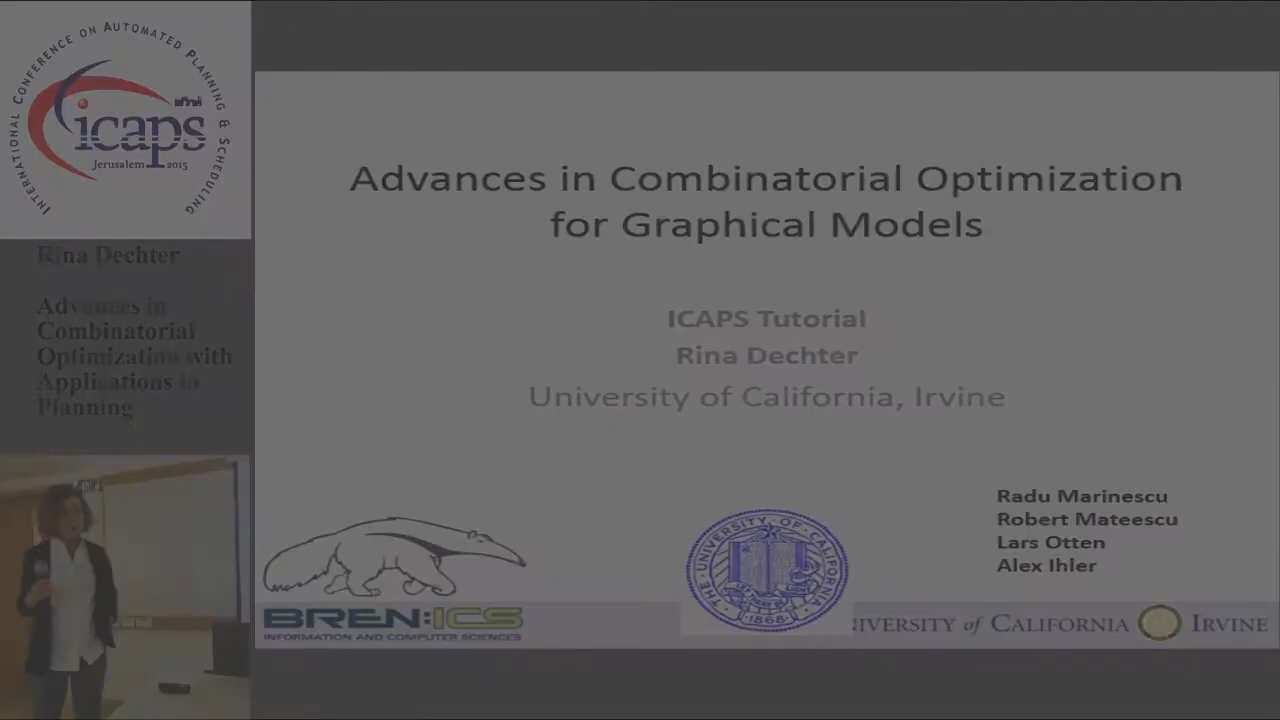 INTERNATIONAL CONFERENCE ON AUTOMATED PLANNING & SCHEDULING
icaps
Jerusalem 2015
Rina Dechter
Advances in
Combinatorial
Optimization with
Applications to
Planning
Advances in Combinatorial Optimization
for Graphical Models
ICAPS Tutorial
Rina Dechter
University of California, Irvine
Radu Marinescu
Robert Mateescu
Lars Otten
Alex Ihler
BREN:ICS
INFORMATION AND COMPUTER SCIENCES
THE UNIVERSITY OF CALIFORNIA
1868
NIVERSITY of CALIFORNIA IRVINE